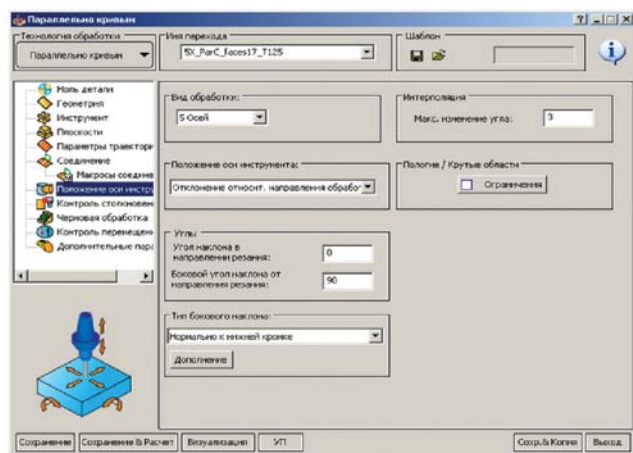 Параллельно кривым
Технология обработки
Параллельно кривым
Имя перехода
5X_ParC_faces17_T125
Шаблон
Ноль детали
Геометрия
Инструмент
Плоскости
Параметры траектори
Соединение
Макросы соедине
Положение оси инстру
Контроль столкновен
Черновая обработка
Контроль перемещен
Дополнительные пара
Вид обработки:
5 Осей
Интерполяция
Макс. изменение угла:
3
Положение оси инструмента:
Отклонение относит. направления обработ
Пологие / Крутые области
Ограничения
Углы
Угол наклона в
направлении резания:
0
Боковой угол наклона от
направления резания:
90
Тип бокового наклона:
Нормально к нижней кромке
Дополнение
Сохранение
Сохранение & Расчет
Визуализация
УП
Сохр.& Копия
Выход